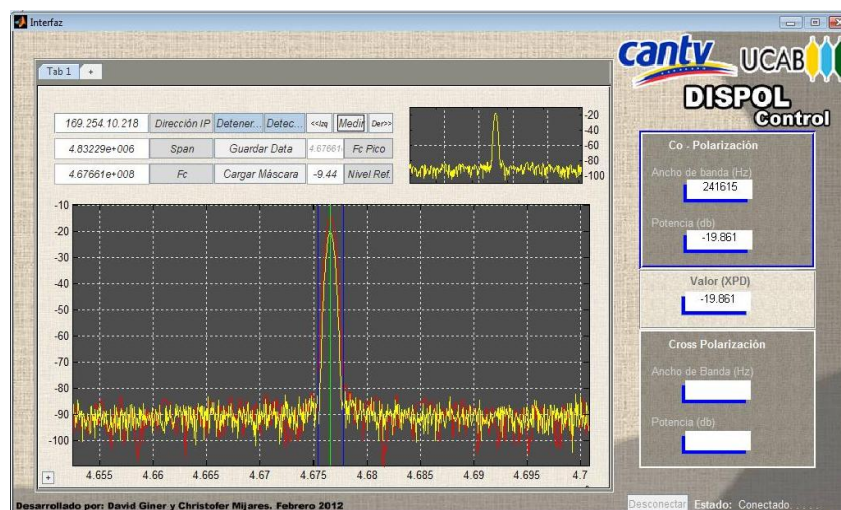 Interfaz
cantv
UCAB
DISPOL
Control
Tab 1 +
169.254.10.218 Dirección IP Detener... Detec... <<Izq Medir Der>>
4.83229e+006 Span Guardar Data 4.67661 Fc Pico
4.67661e+008 Fc Cargar Máscara -9.44 Nivel Ref.
-20
-40
-60
-80
-100
-10
-20
-30
-40
-50
-60
-70
-80
-90
-100
4.655 4.66 4.665 4.67 4.675 4.68 4.685 4.69 4.695 4.7
+
Co - Polarización
Ancho de banda (Hz)
241615
Potencia (db)
-19.861
Valor (XPD)
-19.861
Cross Polarización
Ancho de Banda (Hz)
Potencia (db)
Desarrollado por: David Giner y Christofer Mijares. Febrero 2012
Desconectar Estado: Conectado.....